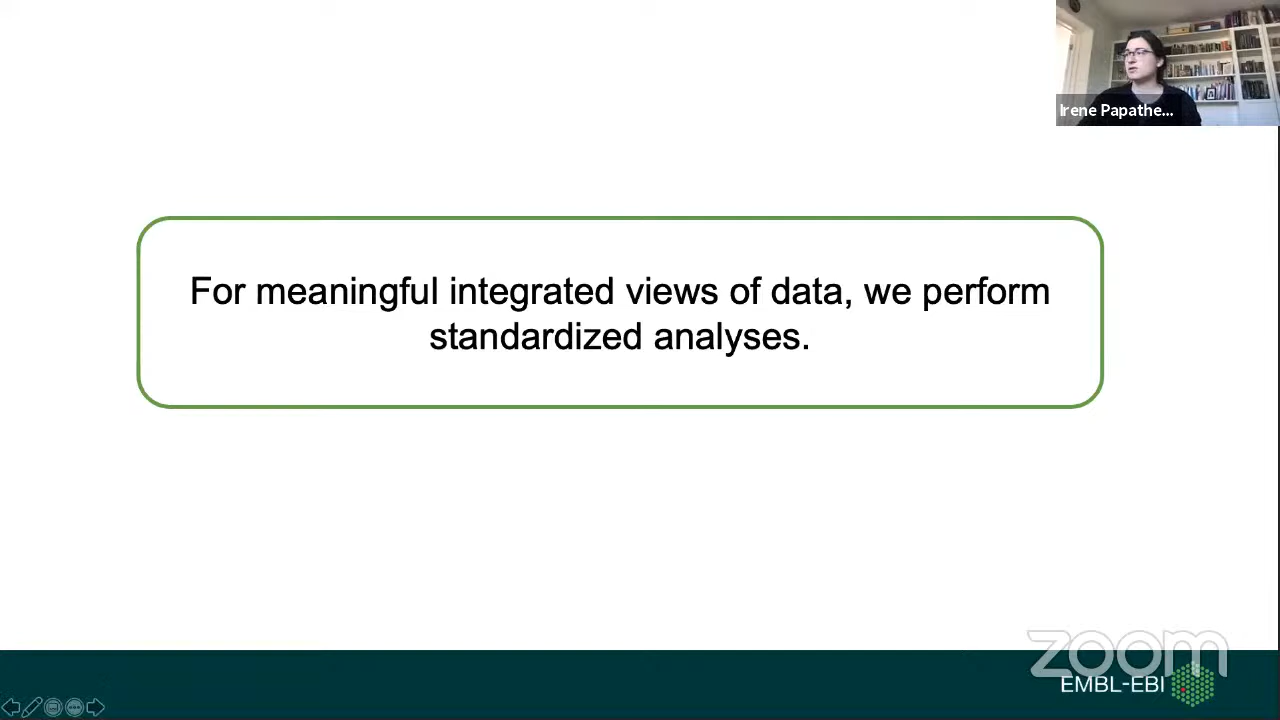 Irene Papathe...
For meaningful integrated views of data, we perform
standardized analyses.
zoom
EMBL-EBI